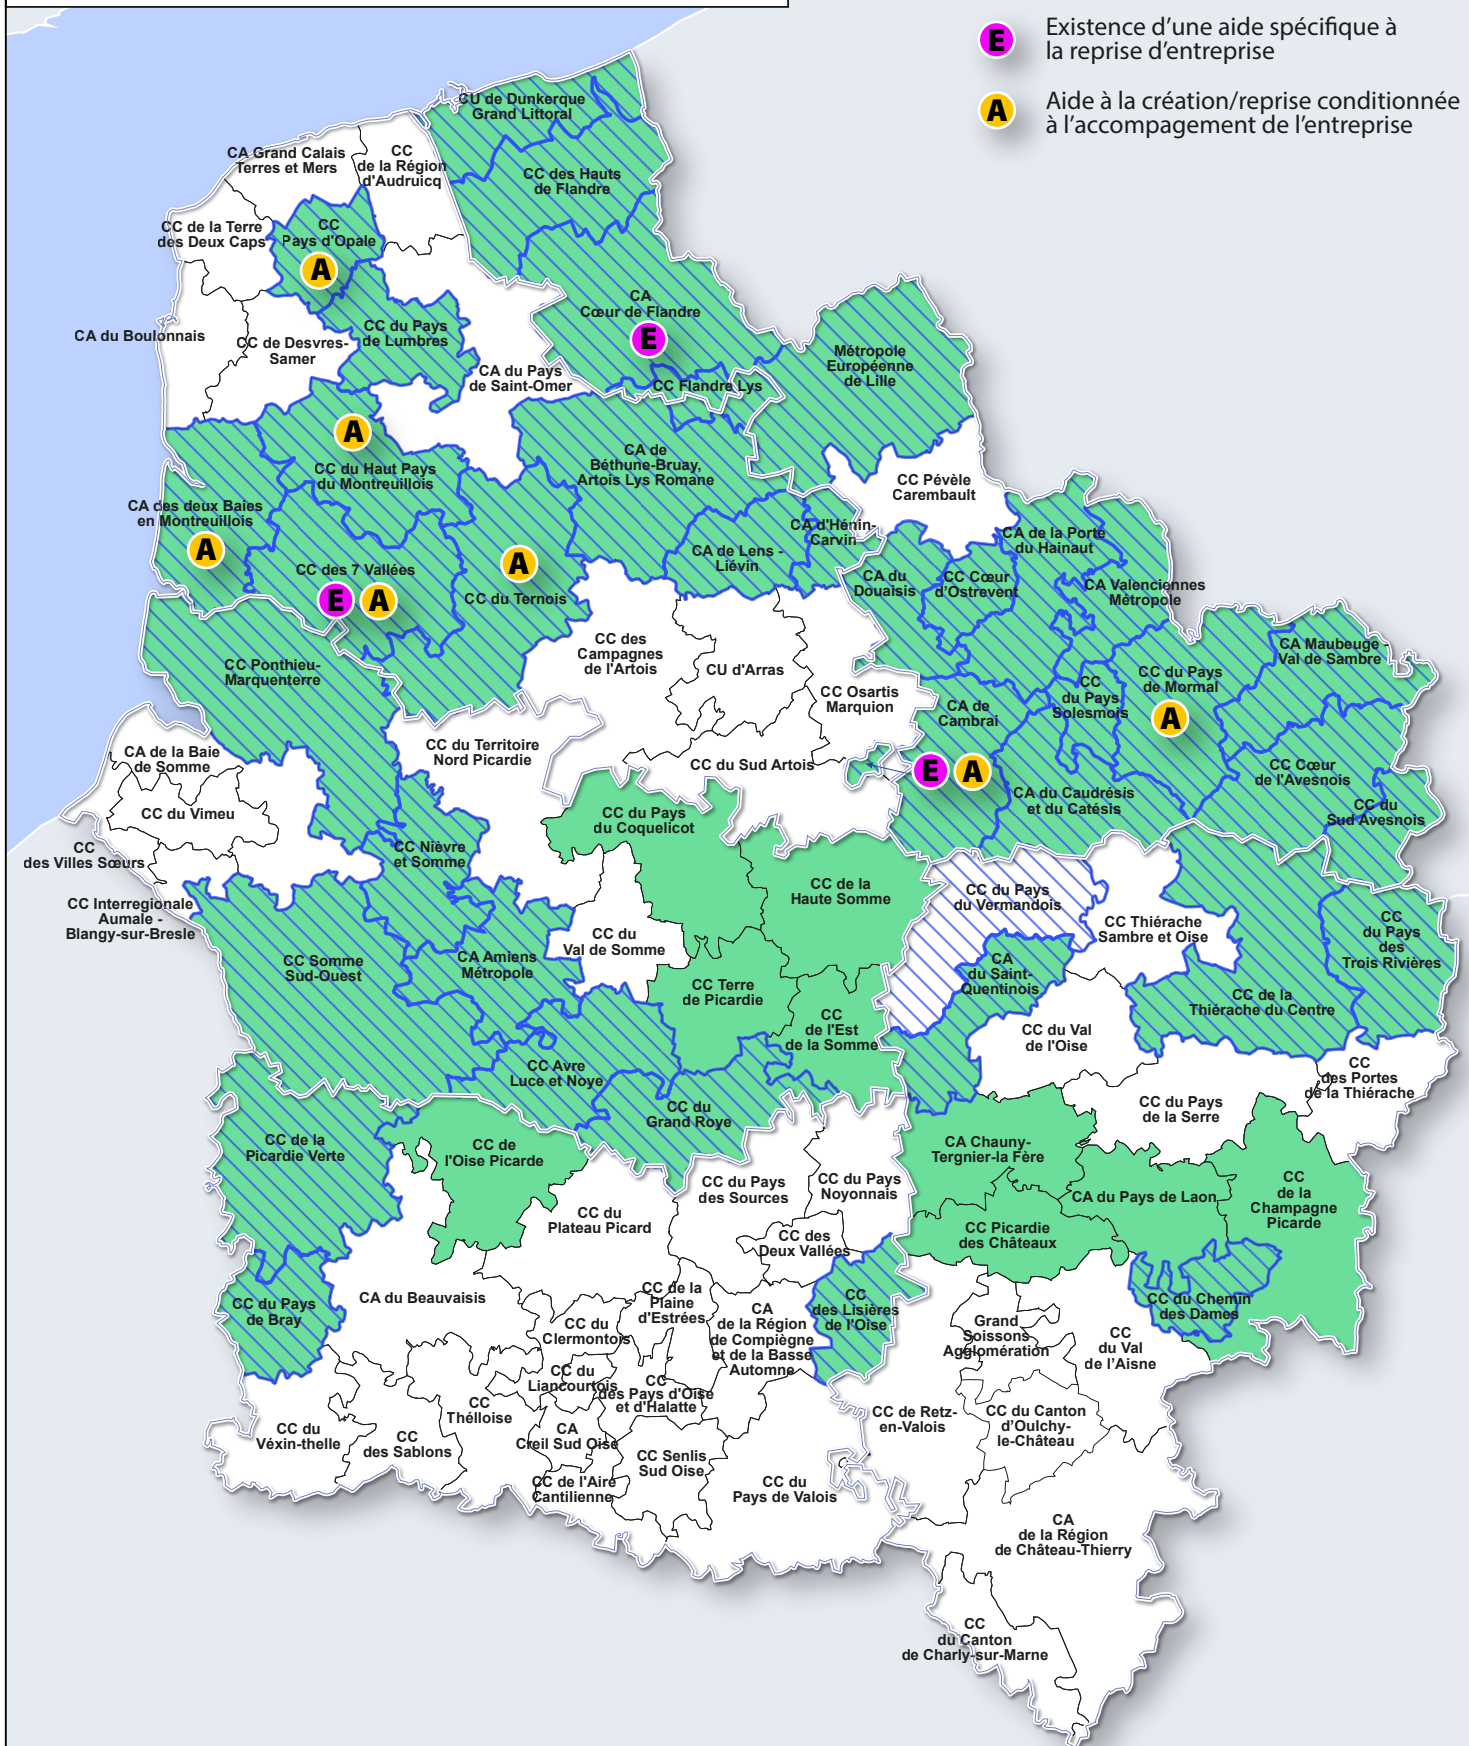 E
Existence d’une aide spécifique à
la reprise d’entreprise
A
Aide à la création/reprise conditionnée
à l’accompagement de l’entreprise
CU de Dunkerque
Grand Littoral
CA Grand Calais
Terres et Mers
CC
de la Région
d'Audruicq
CC des Hauts
de Flandre
CC de la Terre
des Deux Caps
CC
Pays d'Opale
A
CA
Cœur de Flandre
E
CA du Boulonnais
CC de Desvres-
Samer
CC du Pays
de Lumbres
CA du Pays
de Saint-Omer
CC Flandre Lys
Métropole
Européenne
de Lille
A
CC du Haut Pays
du Montreuillois
CA de
Béthune-Bruay,
Artois Lys Romane
CC Pévèle
Carembault
CA des deux Baies
en Montreuillois
A
CC des 7 Vallées
E
A
A
CC du Ternois
CA de Lens -
Liévin
CA d'Hénin-
Carvin
CA du
Douaisis
CC Cœur
d'Ostrevent
CA de la Porte
du Hainaut
CA Valenciennes
Métropole
CC Ponthieu-
Marquenterre
CC des
Campagnes
de l'Artois
CU d'Arras
CC Osartis
Marquion
CA de
Cambrai
E
A
CC
du Pays
Solesmois
CC du Pays
de Mormal
A
CA Maubeuge -
Val de Sambre
CA de la Baie
de Somme
CC du Vimeu
CC du Territoire
Nord Picardie
CC du Sud Artois
CA du Caudrésis
et du Catésis
CC Cœur
de l'Avesnois
CC du
Sud Avesnois
CC
des Villes Sœurs
CC Nièvre
et Somme
CC du Pays
du Coquelicot
CC Interregionale
Aumale -
Blangy-sur-Bresle
CC de la
Haute Somme
CC du Pays
du Vermandois
CC Thiérache
Sambre et Oise
CC
du Pays
des
Trois Rivières
CC Somme
Sud-Ouest
CA Amiens
Métropole
CC du
Val de Somme
CC Terre
de Picardie
CC
de l'Est
de la Somme
CA
du Saint-
Quentinois
CC de la
Thiérache du Centre
CC du Val
de l'Oise
CC Avre
Luce et Noye
CC du
Grand Roye
CC du Pays
de la Serre
CC
des Portes
de la Thiérache
CC de la
Picardie Verte
CC de
l'Oise Picarde
CC du
Plateau Picard
CC du Pays
des Sources
CC du Pays
Noyonnais
CA Chauny-
Tergnier-la Fère
CA du Pays de Laon
CC
de la
Champagne
Picarde
CC Picardie
des Châteaux
CC des
Deux Vallées
CC du Pays
de Bray
CA du Beauvaisis
CC du
Clermontois
CC de la
Plaine
d'Estrées
CA
de la Région
de Compiègne
et de la Basse
Automne
CC
des Lisières
de l'Oise
CC du Chemin
des Dames
Grand
Soissons
Agglomération
CC
du Val
de l’Aisne
CC du
Liancourtois
CC
des Pays d'Oise
et d'Halatte
CC
Thélloise
CC du
Véxin-thelle
CC
des Sablons
CA
Creil Sud Oise
CC Senlis
Sud Oise
CC de l'Aire
Cantilienne
CC du
Pays de Valois
CC de Retz-
en-Valois
CC du Canton
d’Oulchy-
le-Château
CA
de la Région
de Château-Thierry
CC
du Canton
de Charly-sur-Marne